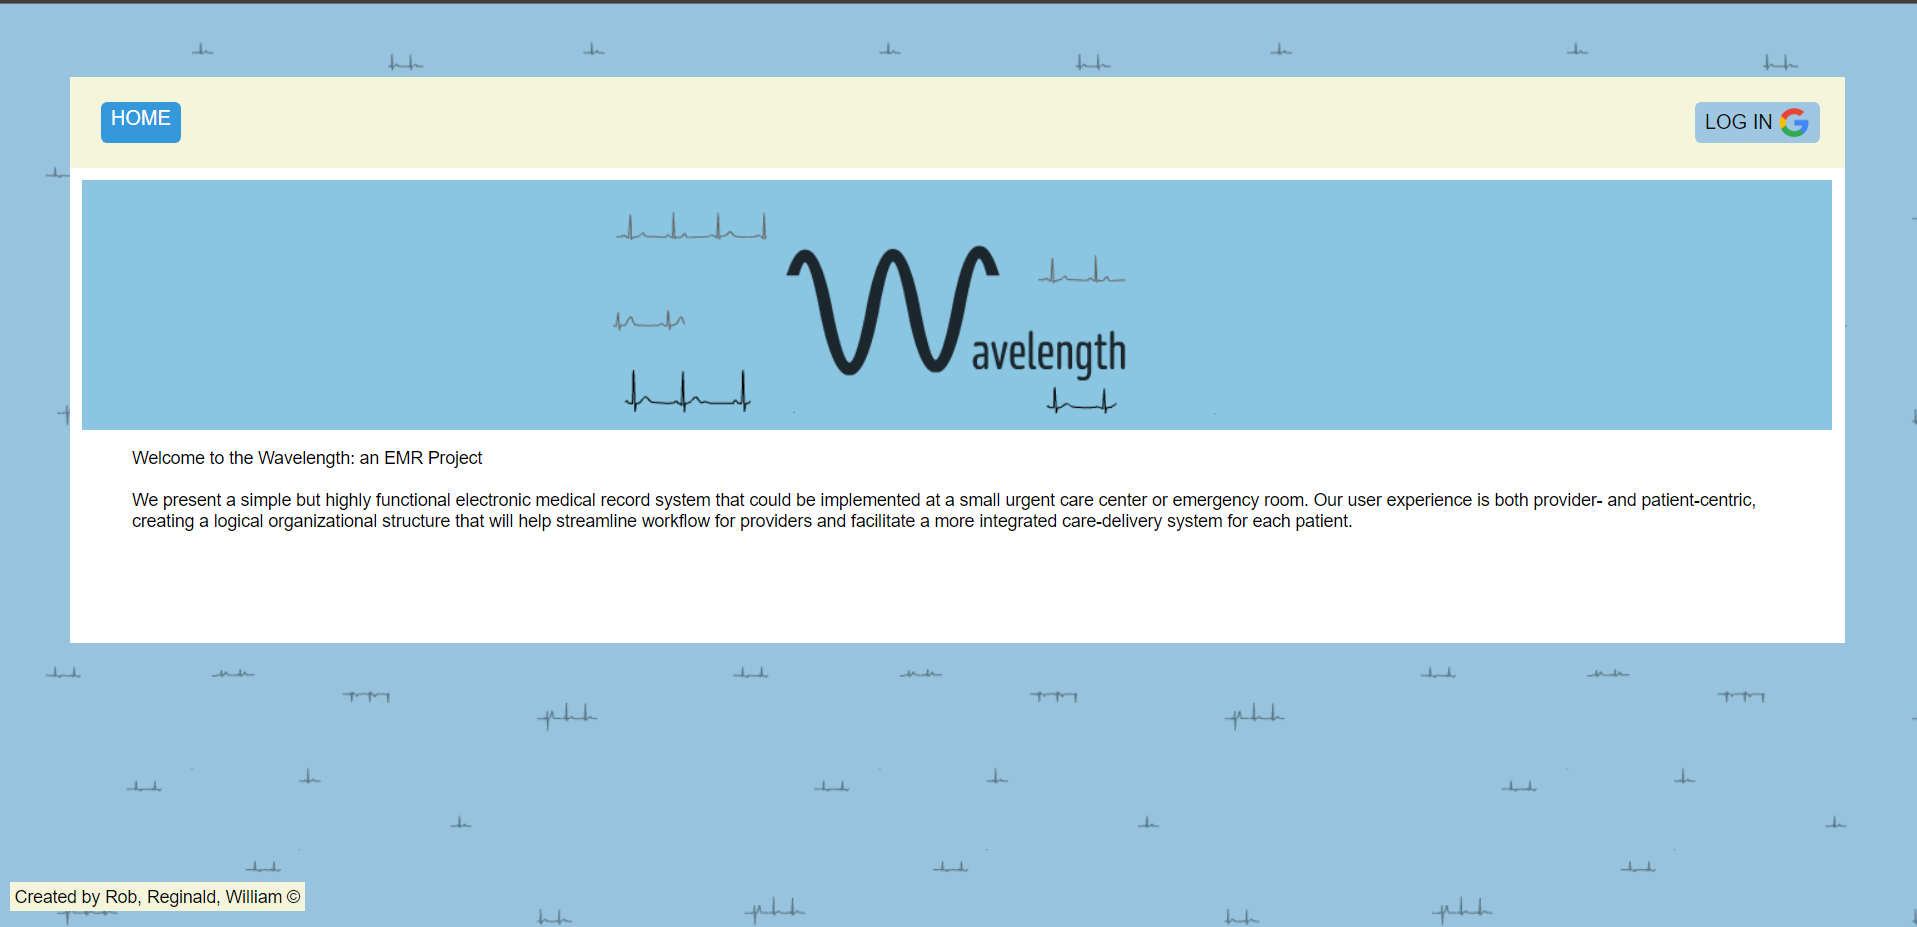 HOME
LOG IN
Wavelength
Welcome to the Wavelength: an EMR Project
We present a simple but highly functional electronic medical record system that could be implemented at a small urgent care center or emergency room. Our user experience is both provider- and patient-centric,
creating a logical organizational structure that will help streamline workflow for providers and facilitate a more integrated care-delivery system for each patient.
Created by Rob, Reginald, William ©